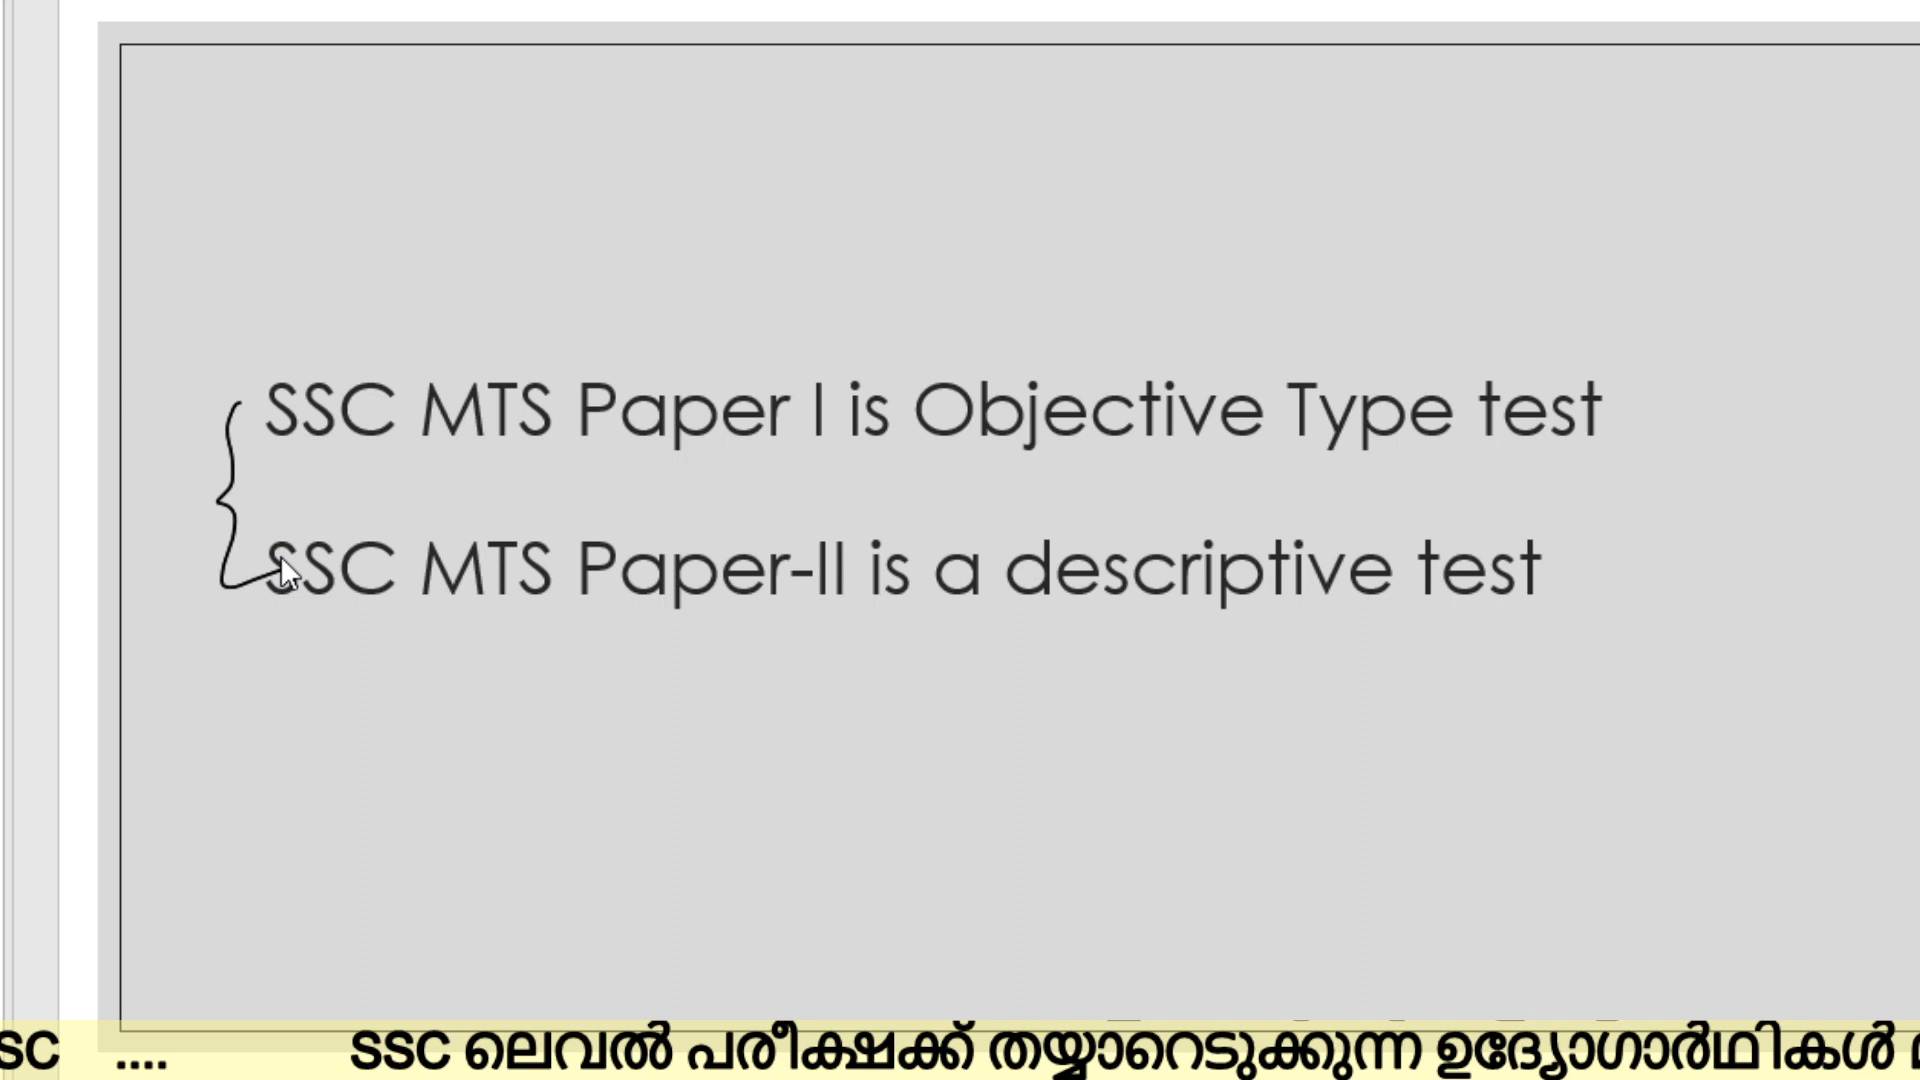 SSC MTS Paper I is Objective Type test
SSC MTS Paper-II is a descriptive test
SC .... SSC ലെവൽ പരീക്ഷക്ക് തയ്യാറെടുക്കുന്ന ഉദ്യോഗാർഥികൾ